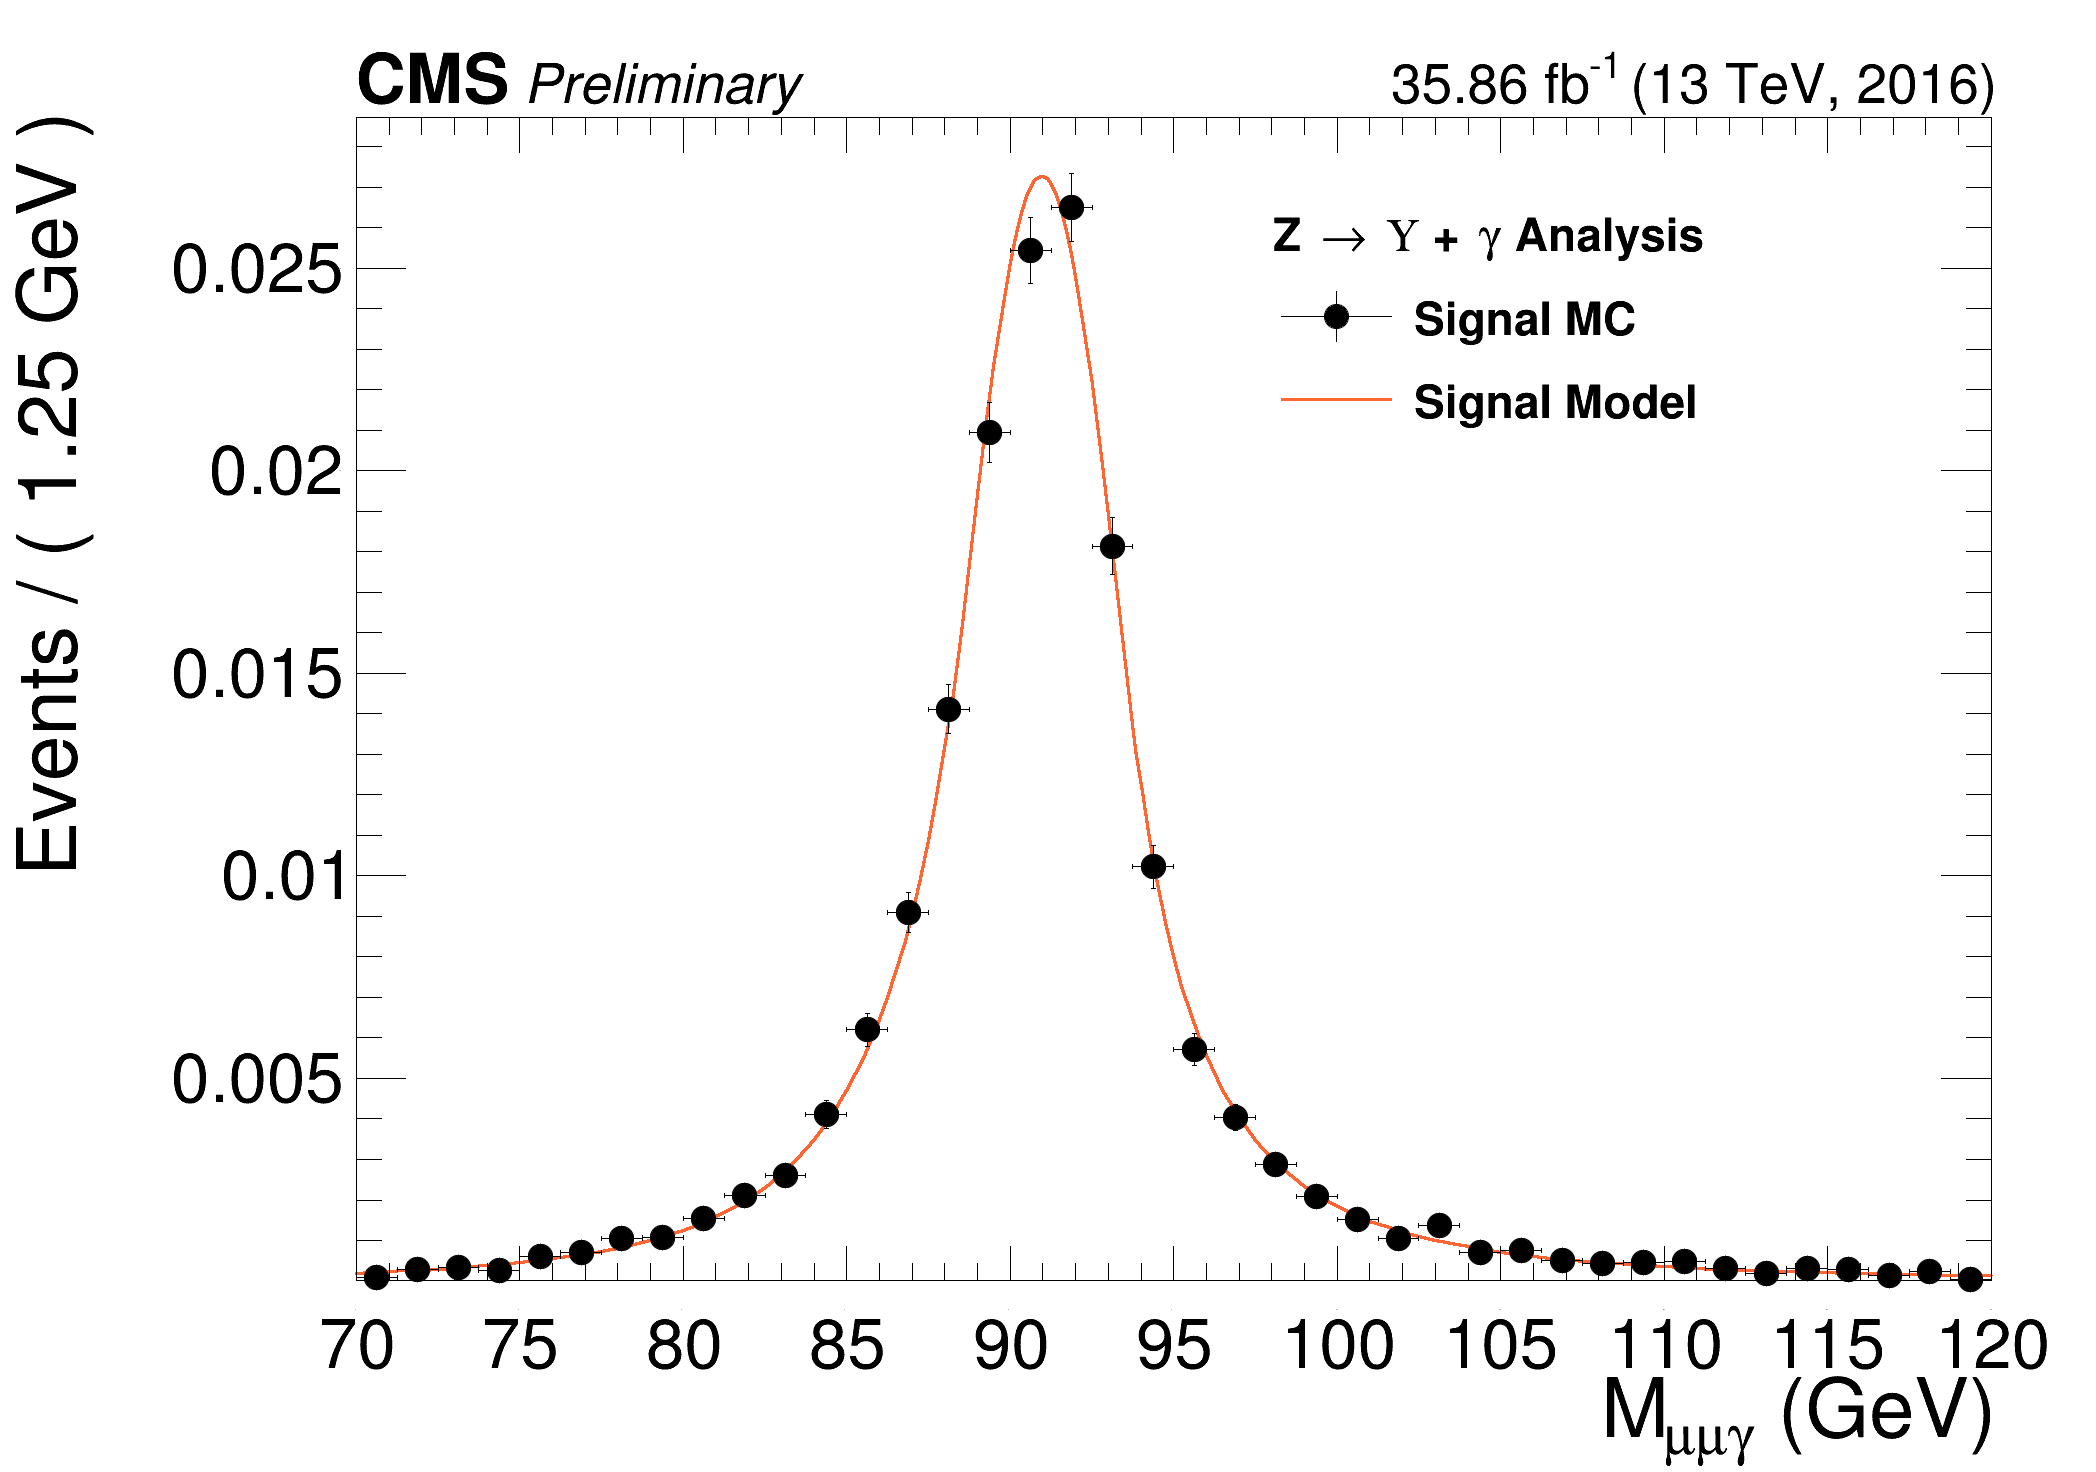 CMS Preliminary 35.86 fb⁻¹ (13 TeV, 2016)
Events / ( 1.25 GeV )
Z → ϒ + γ Analysis
Signal MC
Signal Model
0.025
0.02
0.015
0.01
0.005
70 75 80 85 90 95 100 105 110 115 120
Mμμγ (GeV)